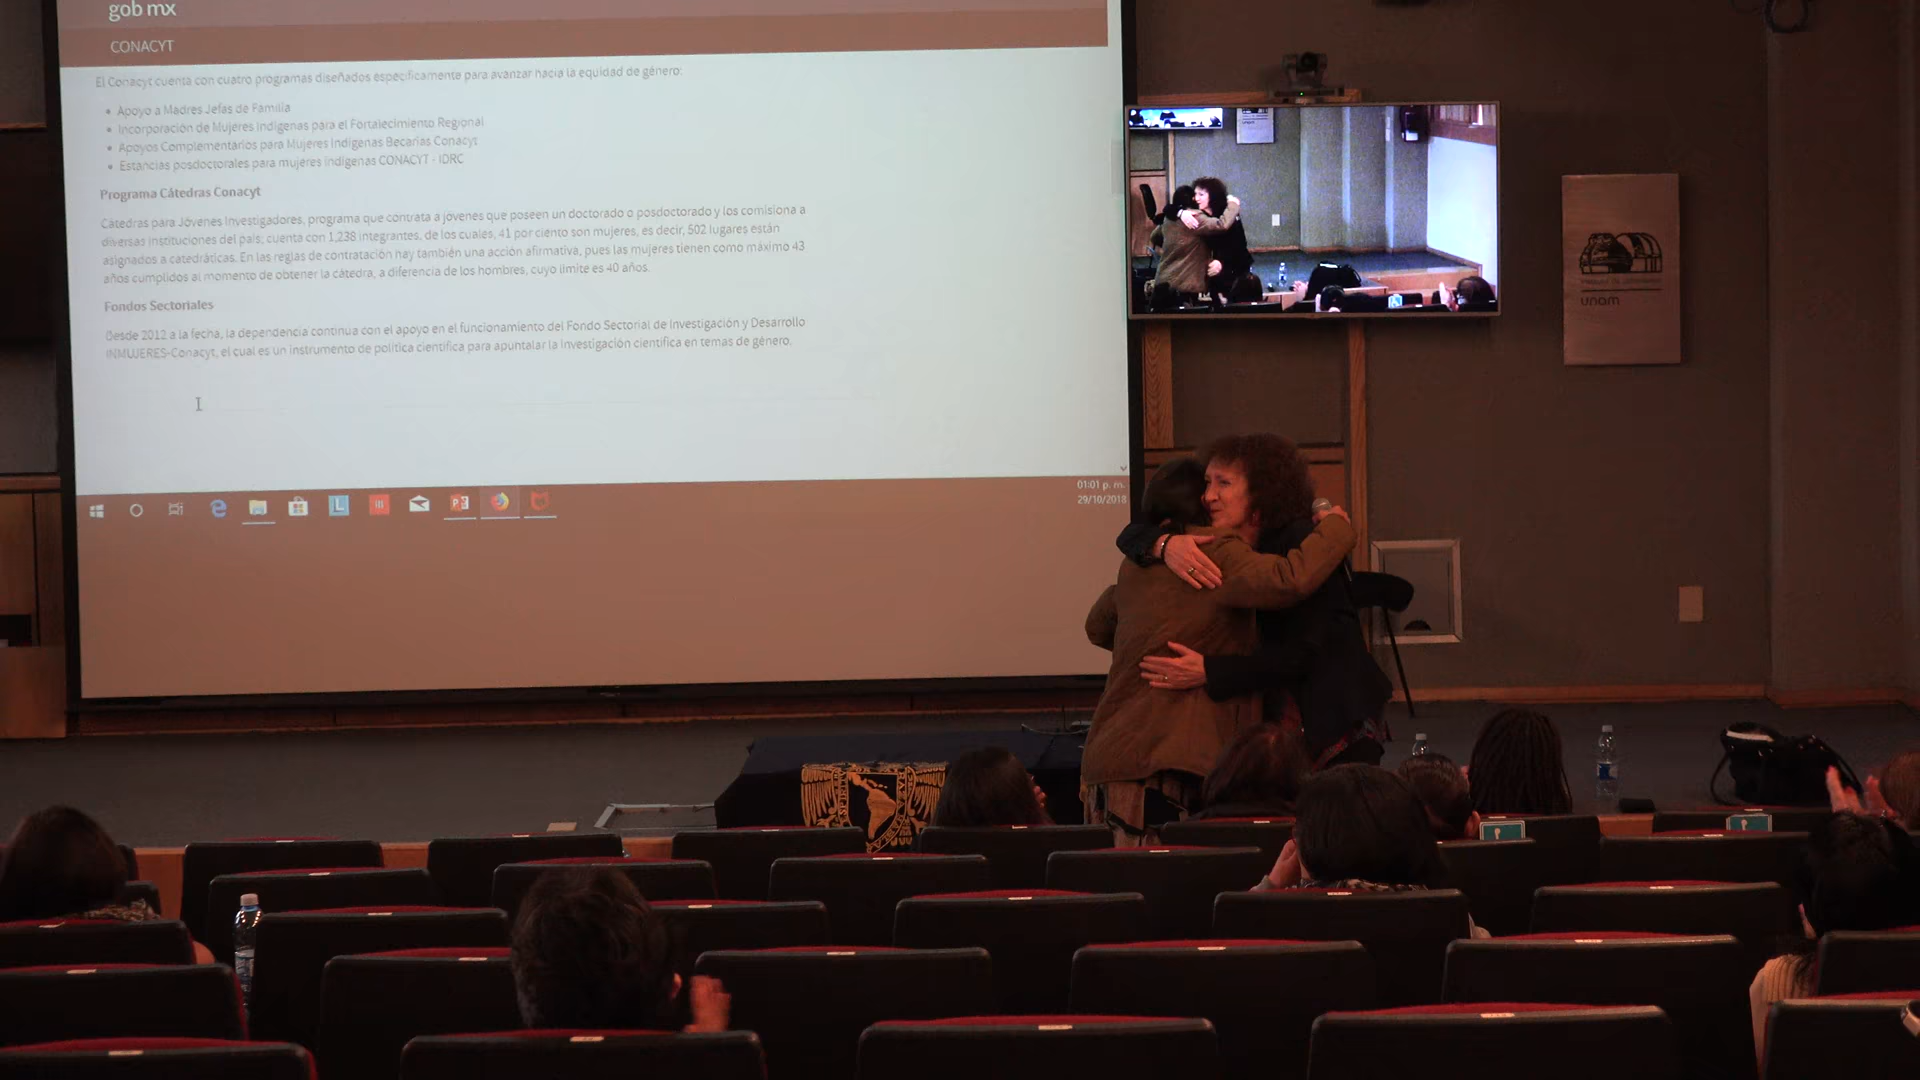 gob mx
CONACYT
El Conacyt cuenta con cuatro programas diseñados específicamente para avanzar hacia la equidad de género:
Apoyo a Madres Jefas de Familia
Incorporación de Mujeres Indígenas para el Fortalecimiento Regional
Apoyos Complementarios para Mujeres Indígenas Becarias Conacyt
Estancias posdoctorales para mujeres indígenas CONACYT - IDRC
Programa Cátedras Conacyt
Cátedras para Jóvenes Investigadores, programa que contrata a jóvenes que poseen un doctorado o posdoctorado y los comisiona a
diversas instituciones del país; cuenta con 1,238 integrantes, de los cuales, 41 por ciento son mujeres, es decir, 502 lugares están
asignados a catedráticas. En las reglas de contratación hay también una acción afirmativa, pues las mujeres tienen como máximo 43
años cumplidos al momento de obtener la cátedra, a diferencia de los hombres, cuyo límite es 40 años.
Fondos Sectoriales
Desde 2012 a la fecha, la dependencia continua con el apoyo en el funcionamiento del Fondo Sectorial de Investigación y Desarrollo
INMUJERES-Conacyt, el cual es un instrumento de política científica para apuntalar la investigación científica en temas de género.
01:01 p. m.
29/10/2018
unam